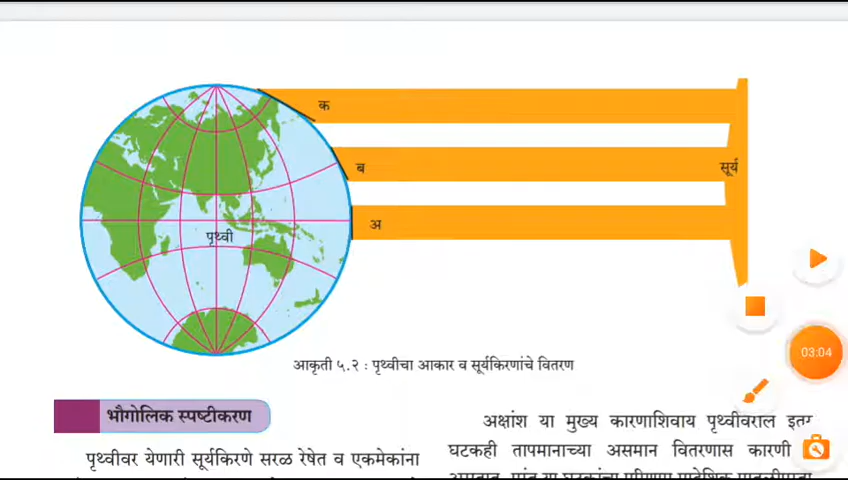 क
ब
सूर्य
अ
पृथ्वी
03:04
आकृती ५.२ : पृथ्वीचा आकार व सूर्यकिरणांचे वितरण
भौगोलिक स्पष्टीकरण
पृथ्वीवर येणारी सूर्यकिरणे सरळ रेषेत व एकमेकांना
अक्षांश या मुख्य कारणाशिवाय पृथ्वीवरील इतर
घटकही तापमानाच्या असमान वितरणास कारणी